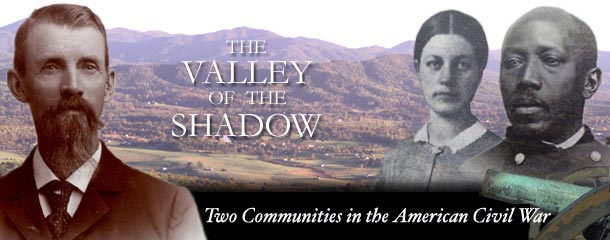 THE
VALLEY
OF THE
SHADOW
Two Communities in the American Civil War